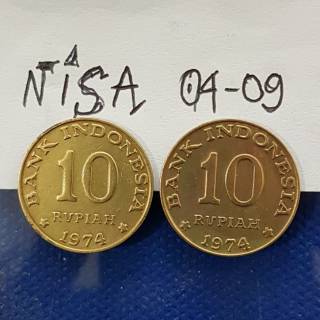 NISA 04-09
BANK INDONESIA
10
RUPIAH
1974
BANK INDONESIA
10
RUPIAH
1974